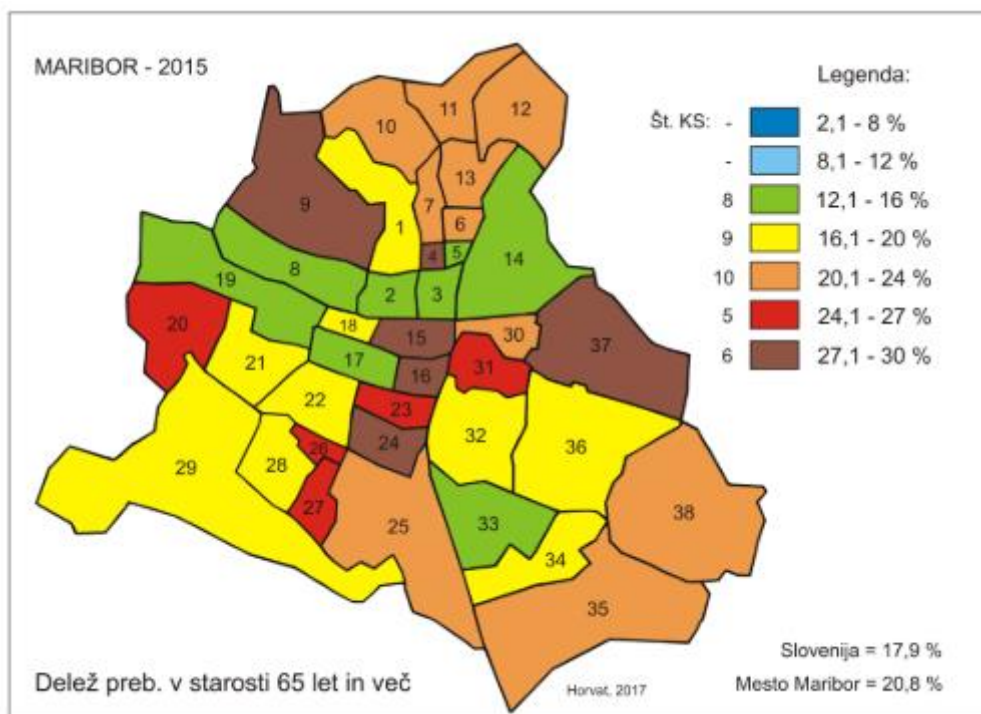 MARIBOR - 2015
Legenda:
Št. KS: - 2,1 - 8 %
- 8,1 - 12 %
8 12,1 - 16 %
9 16,1 - 20 %
10 20,1 - 24 %
5 24,1 - 27 %
6 27,1 - 30 %
11
12
10
13
9
7
6
1
4
5
14
8
19
2
3
18
15
30
37
20
17
16
31
21
22
23
24
32
36
26
28
29
27
25
33
38
34
35
Slovenija = 17,9 %
Delež preb. v starosti 65 let in več
Horvat, 2017
Mesto Maribor = 20,8 %